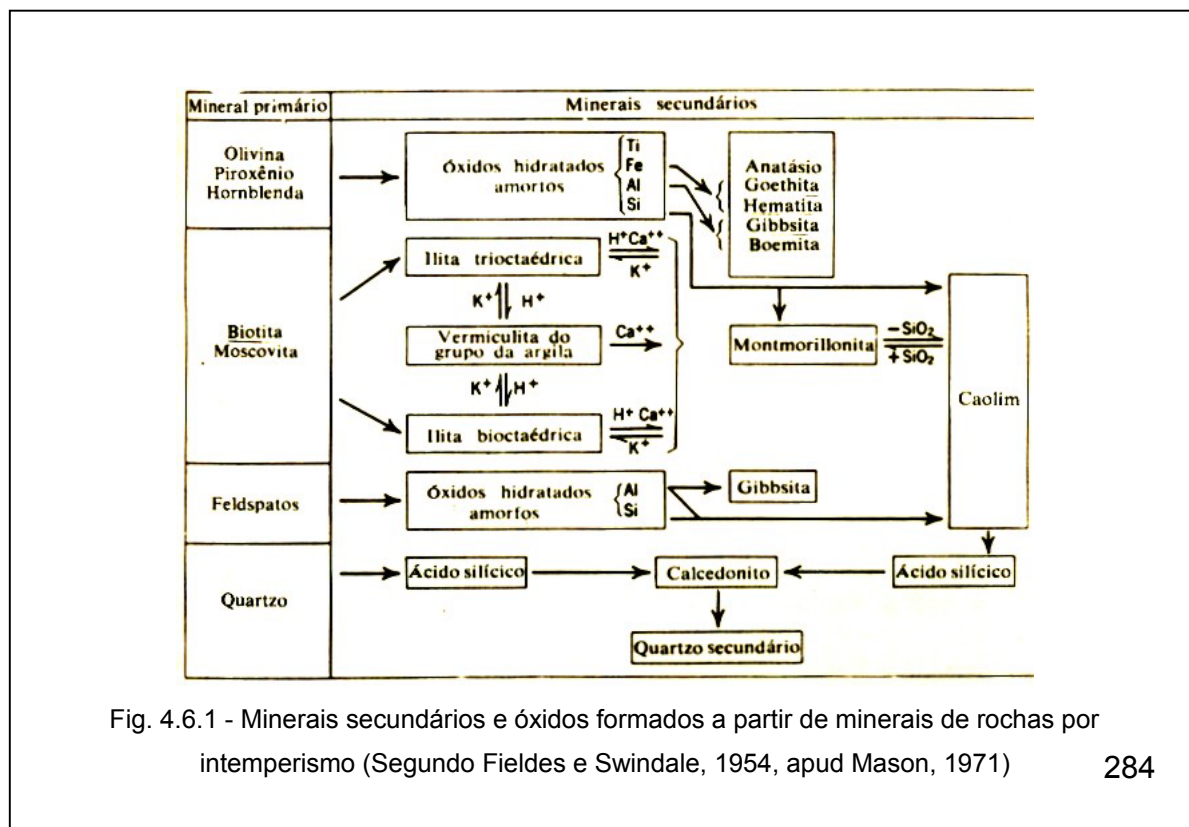 Mineral primário
Minerais secundários
Olivina
Piroxênio
Hornblenda
Óxidos hidratados
amorfos
Ti
Fe
Al
Si
Anatásio
Goethita
Hematita
Gibbsita
Boemita
Biotita
Moscovita
Ilita trioctaédrica
H+Ca++
K+
K+ H+
Vermiculita do
grupo da argila
Ca++
K+ H+
Ilita bioctaédrica
H+ Ca++
K+
Montmorillonita
−SiO2
+SiO2
Caolim
Feldspatos
Óxidos hidratados
amorfos
Al
Si
Gibbsita
Quartzo
Ácido silícico
Calcedonito
Ácido silícico
Quartzo secundário
Fig. 4.6.1 - Minerais secundários e óxidos formados a partir de minerais de rochas por
intemperismo (Segundo Fieldes e Swindale, 1954, apud Mason, 1971)
284